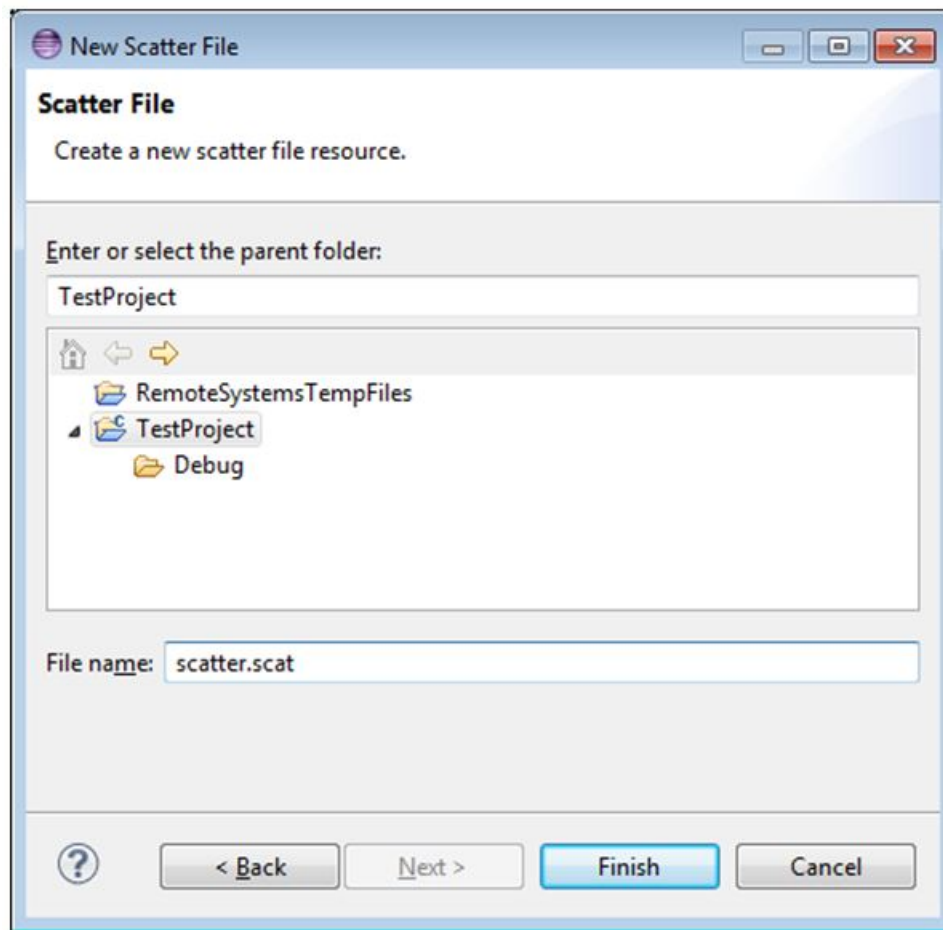 New Scatter File
Scatter File
Create a new scatter file resource.
Enter or select the parent folder:
TestProject
RemoteSystemsTempFiles
TestProject
Debug
File name: scatter.scat
? < Back Next > Finish Cancel